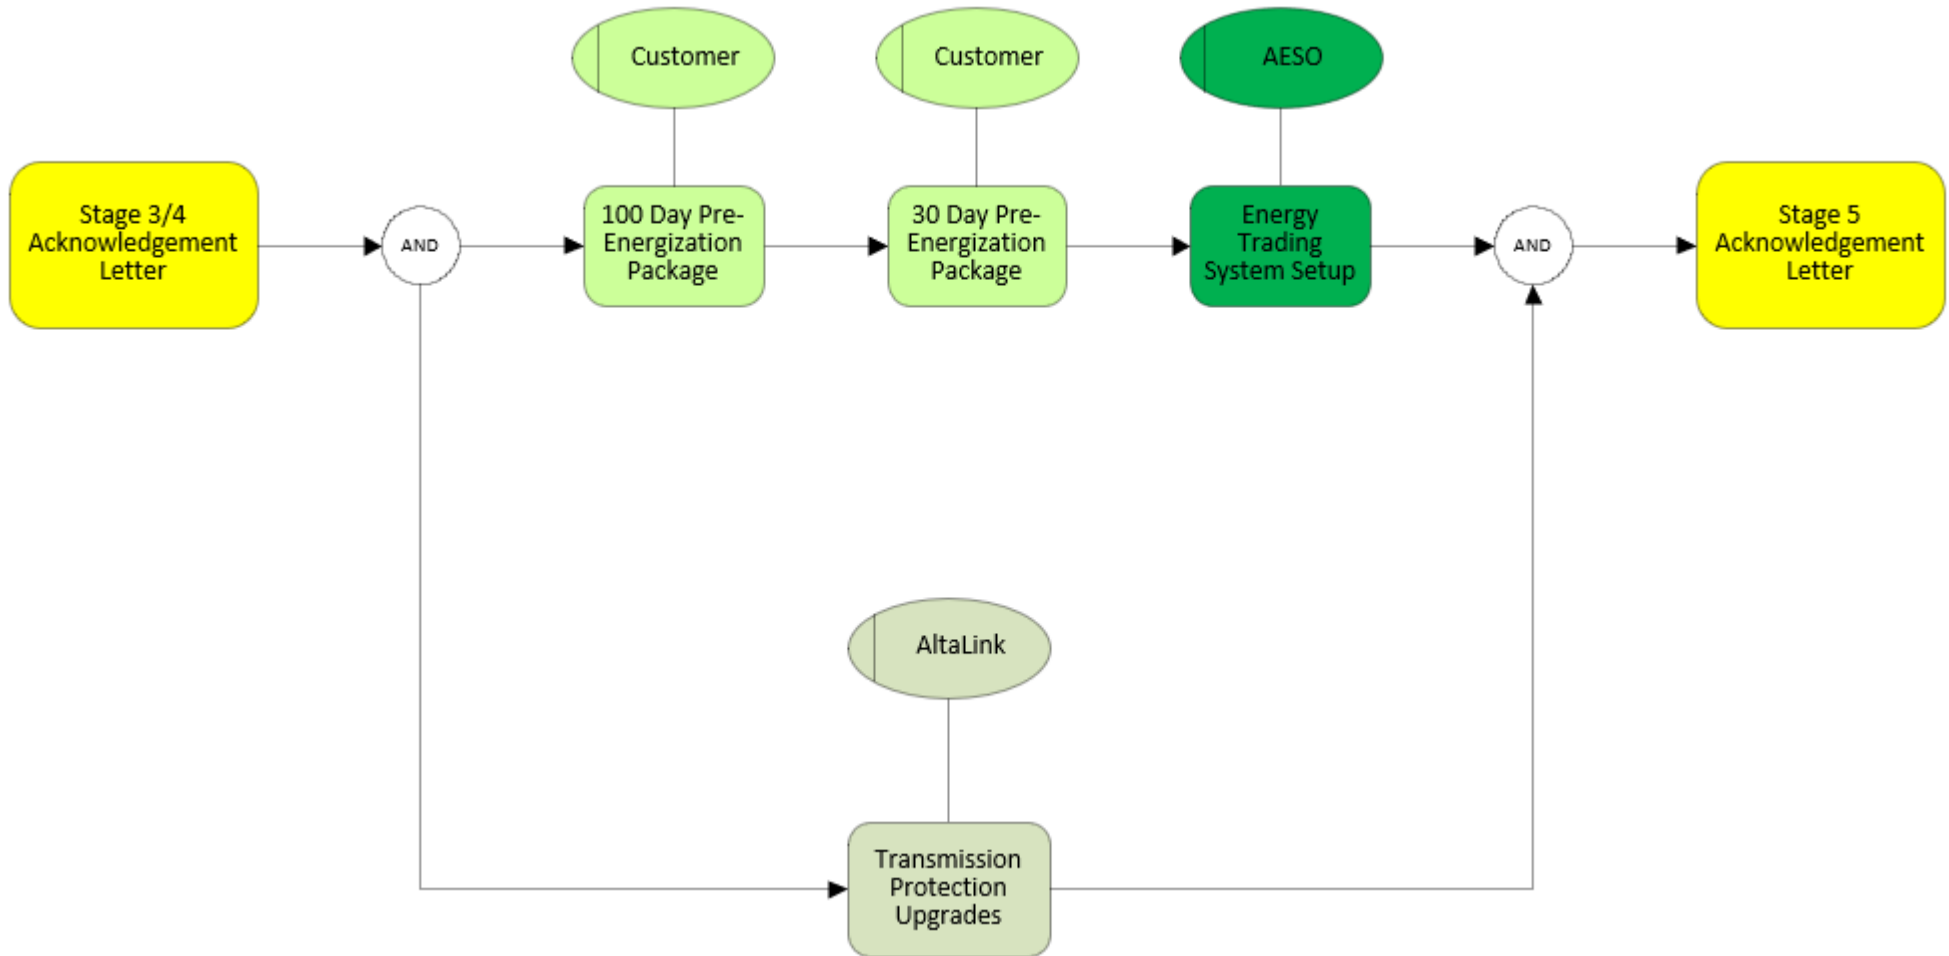 Customer
Customer
AESO
Stage 3/4
Acknowledgement
Letter
AND
100 Day Pre-
Energization
Package
30 Day Pre-
Energization
Package
Energy
Trading
System Setup
AND
Stage 5
Acknowledgement
Letter
AltaLink
Transmission
Protection
Upgrades